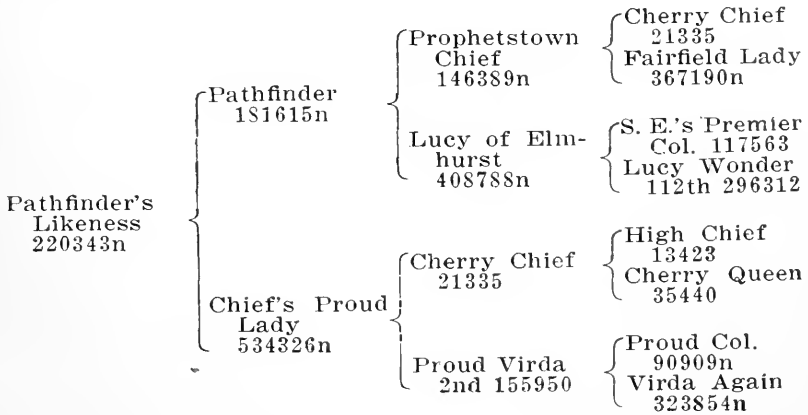 Pathfinder's
Likeness
220343n
Pathfinder
181615n
Chief's Proud
Lady
534326n
Prophetstown
Chief
146389n
Lucy of Elm-
hurst
408788n
Cherry Chief
21335
Proud Virda
2nd 155950
Cherry Chief
21335
Fairfield Lady
367190n
S. E.'s Premier
Col. 117563
Lucy Wonder
112th 296312
High Chief
13423
Cherry Queen
35440
Proud Col.
90909n
Virda Again
323854n